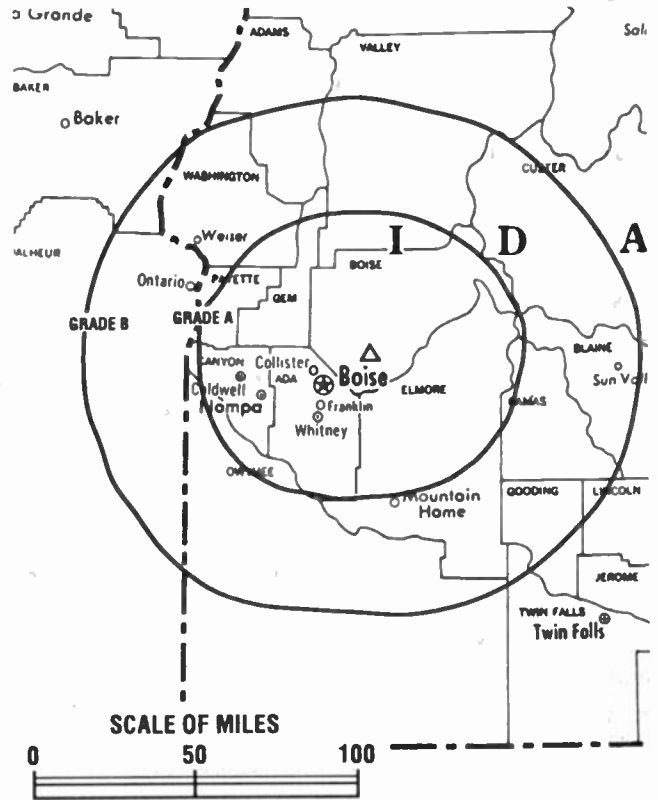 a Grande
ADAMS
VALLEY
Sal
BAKER
Baker
CUSTER
WASHINGTON
Weiser
I D A
ALHEUR
BOISE
Ontario
PAYETTE
GEM
GRADE B
GRADE A
BLAINE
CANYON
Collister
ADA
Boise
Sun Vall
Caldwell
ELMORE
CAMAS
Nampa
Franklin
Whitney
OWYHEE
Mountain
Home
GOODING
LINCOLN
JEROME
TWIN FALLS
Twin Falls
SCALE OF MILES
0 50 100